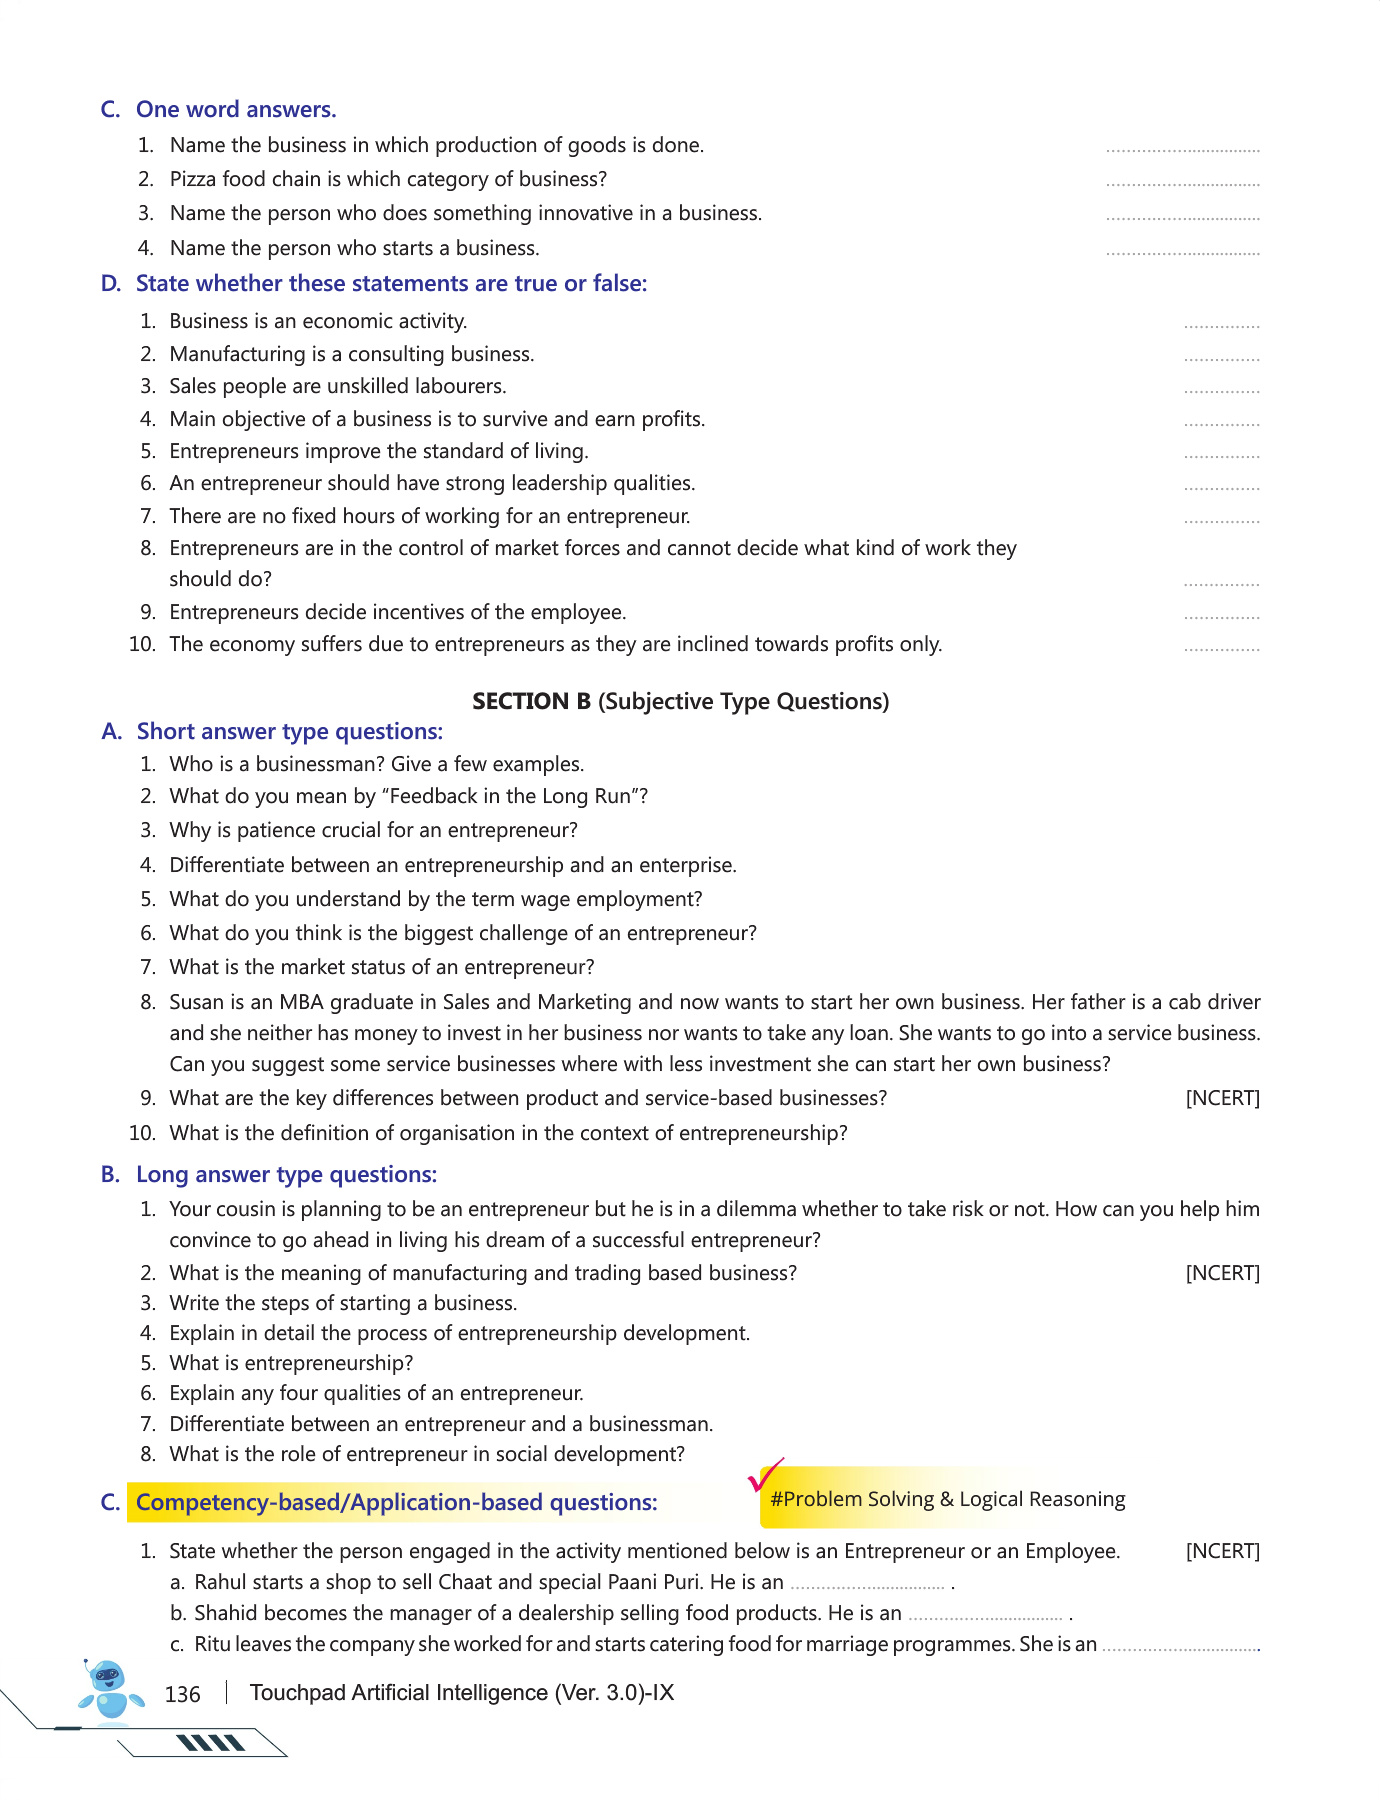 C. One word answers.
1. Name the business in which production of goods is done. ................................
2. Pizza food chain is which category of business? ................................
3. Name the person who does something innovative in a business. ................................
4. Name the person who starts a business. ................................
D. State whether these statements are true or false:
1. Business is an economic activity. ...............
2. Manufacturing is a consulting business. ...............
3. Sales people are unskilled labourers. ...............
4. Main objective of a business is to survive and earn profits. ...............
5. Entrepreneurs improve the standard of living. ...............
6. An entrepreneur should have strong leadership qualities. ...............
7. There are no fixed hours of working for an entrepreneur. ...............
8. Entrepreneurs are in the control of market forces and cannot decide what kind of work they
should do? ...............
9. Entrepreneurs decide incentives of the employee. ...............
10. The economy suffers due to entrepreneurs as they are inclined towards profits only. ...............
SECTION B (Subjective Type Questions)
A. Short answer type questions:
1. Who is a businessman? Give a few examples.
2. What do you mean by “Feedback in the Long Run”?
3. Why is patience crucial for an entrepreneur?
4. Differentiate between an entrepreneurship and an enterprise.
5. What do you understand by the term wage employment?
6. What do you think is the biggest challenge of an entrepreneur?
7. What is the market status of an entrepreneur?
8. Susan is an MBA graduate in Sales and Marketing and now wants to start her own business. Her father is a cab driver
and she neither has money to invest in her business nor wants to take any loan. She wants to go into a service business.
Can you suggest some service businesses where with less investment she can start her own business?
9. What are the key differences between product and service-based businesses? [NCERT]
10. What is the definition of organisation in the context of entrepreneurship?
B. Long answer type questions:
1. Your cousin is planning to be an entrepreneur but he is in a dilemma whether to take risk or not. How can you help him
convince to go ahead in living his dream of a successful entrepreneur?
2. What is the meaning of manufacturing and trading based business? [NCERT]
3. Write the steps of starting a business.
4. Explain in detail the process of entrepreneurship development.
5. What is entrepreneurship?
6. Explain any four qualities of an entrepreneur.
7. Differentiate between an entrepreneur and a businessman.
8. What is the role of entrepreneur in social development?
C. Competency-based/Application-based questions: #Problem Solving & Logical Reasoning
1. State whether the person engaged in the activity mentioned below is an Entrepreneur or an Employee. [NCERT]
a. Rahul starts a shop to sell Chaat and special Paani Puri. He is an ................................ .
b. Shahid becomes the manager of a dealership selling food products. He is an ................................ .
c. Ritu leaves the company she worked for and starts catering food for marriage programmes. She is an ................................
136 | Touchpad Artificial Intelligence (Ver. 3.0)-IX